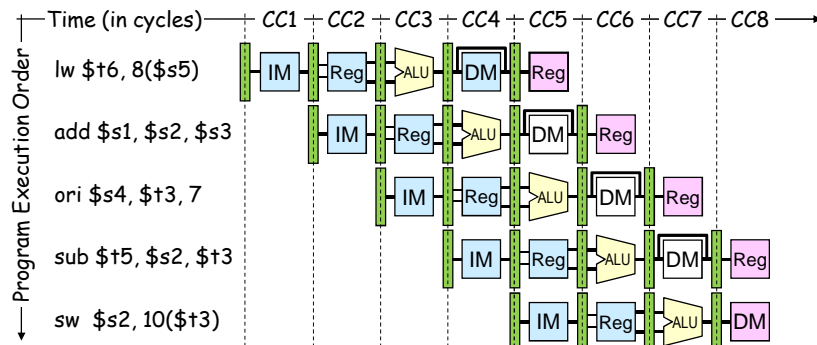 Time (in cycles) CC1 CC2 CC3 CC4 CC5 CC6 CC7 CC8
Program Execution Order
lw $t6, 8($s5) IM Reg ALU DM Reg
add $s1, $s2, $s3 IM Reg ALU DM Reg
ori $s4, $t3, 7 IM Reg ALU DM Reg
sub $t5, $s2, $t3 IM Reg ALU DM Reg
sw $s2, 10($t3) IM Reg ALU DM